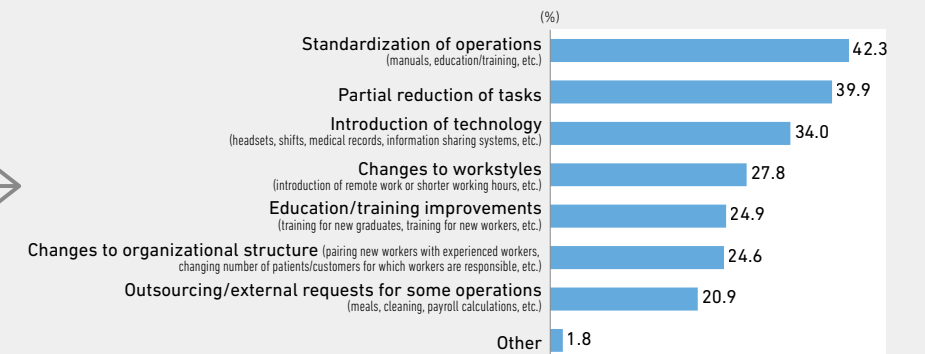 (%)
Standardization of operations 42.3
(manuals, education/training, etc.)
Partial reduction of tasks 39.9
Introduction of technology 34.0
(headsets, shifts, medical records, information sharing systems, etc.)
Changes to workstyles 27.8
(introduction of remote work or shorter working hours, etc.)
Education/training improvements 24.9
(training for new graduates, training for new workers, etc.)
Changes to organizational structure (pairing new workers with experienced workers, 24.6
changing number of patients/customers for which workers are responsible, etc.)
Outsourcing/external requests for some operations 20.9
(meals, cleaning, payroll calculations, etc.)
Other 1.8